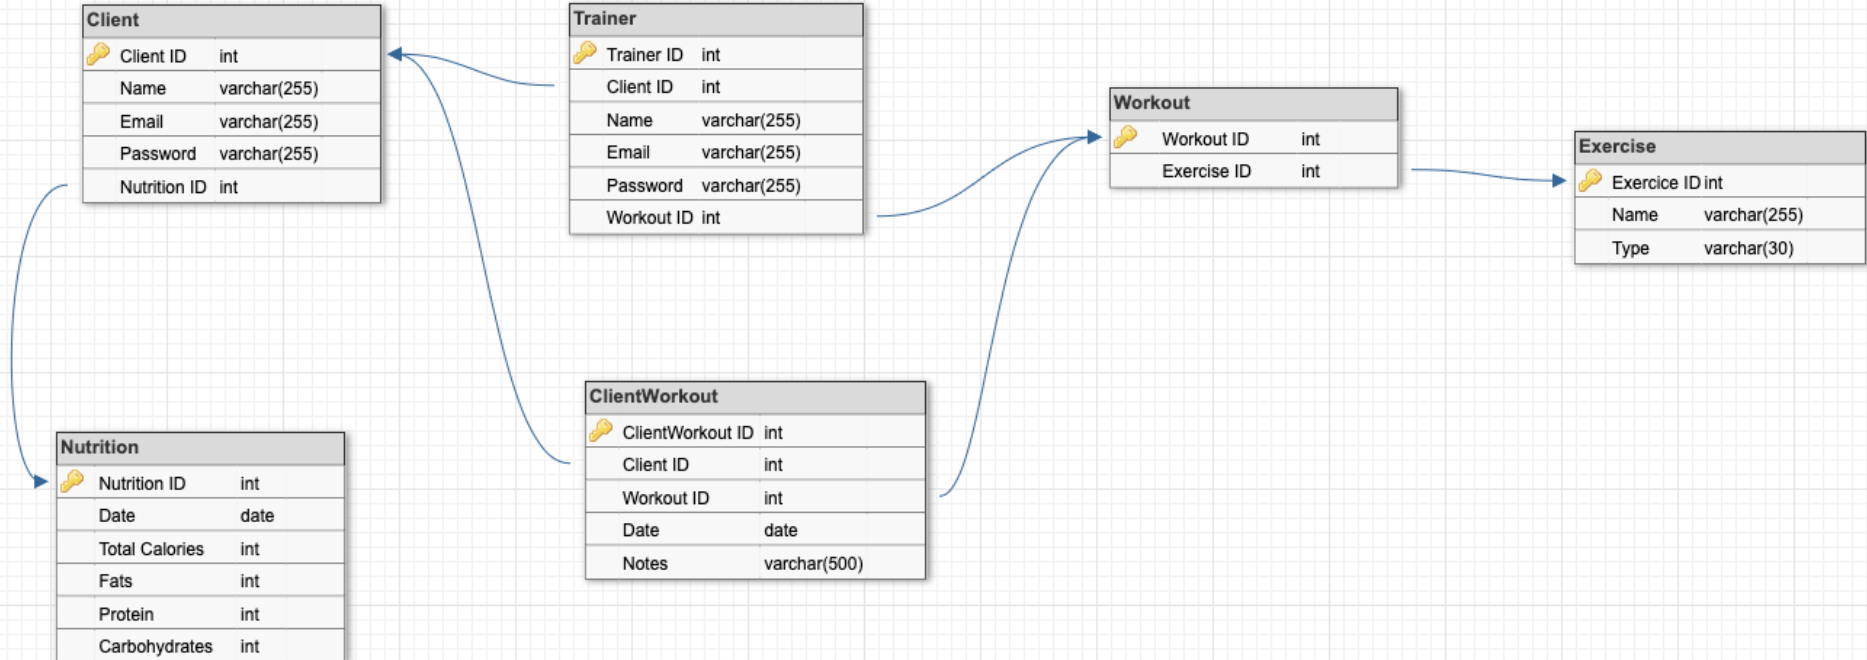 Client
Client ID int
Name varchar(255)
Email varchar(255)
Password varchar(255)
Nutrition ID int
Trainer
Trainer ID int
Client ID int
Name varchar(255)
Email varchar(255)
Password varchar(255)
Workout ID int
Workout
Workout ID int
Exercise ID int
Exercise
Exercice ID int
Name varchar(255)
Type varchar(30)
Nutrition
Nutrition ID int
Date date
Total Calories int
Fats int
Protein int
Carbohydrates int
ClientWorkout
ClientWorkout ID int
Client ID int
Workout ID int
Date date
Notes varchar(500)